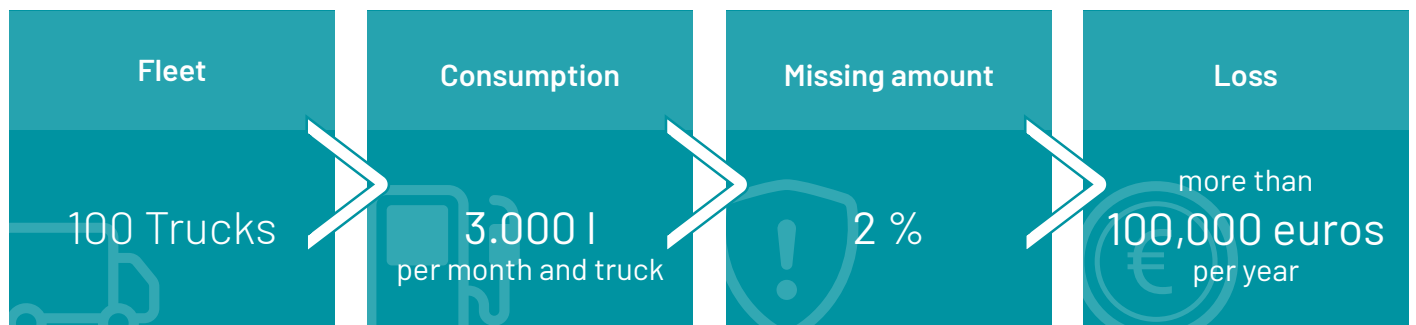 Fleet
100 Trucks
Consumption
3.000 l
per month and truck
Missing amount
2 %
Loss
more than
100,000 euros
per year